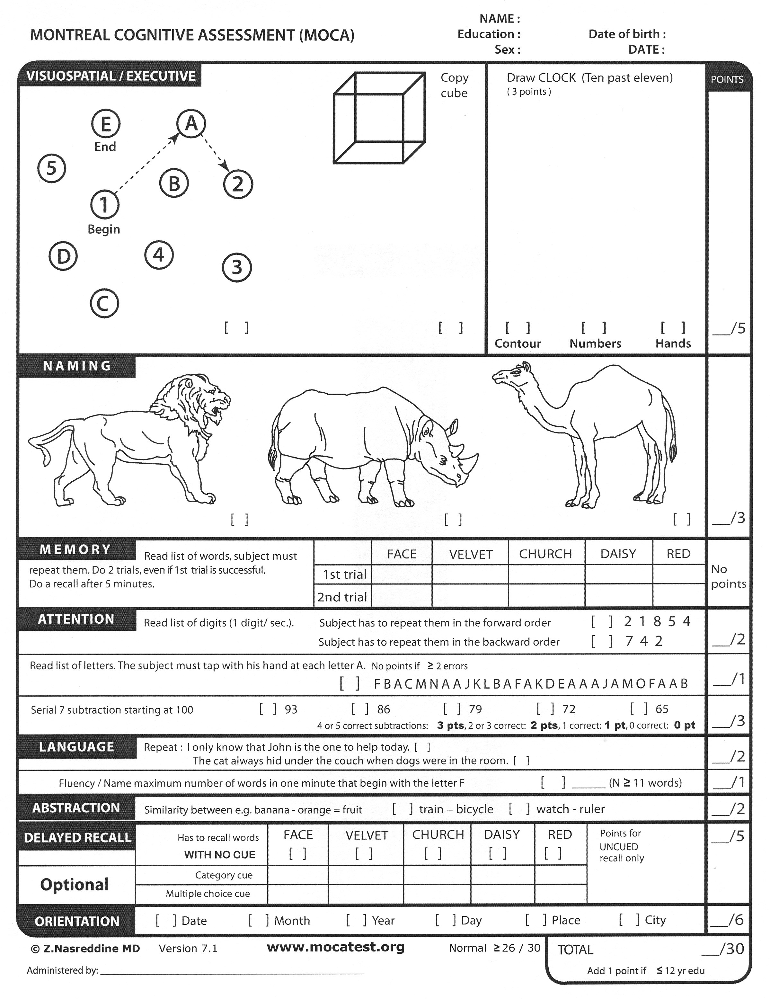 NAME :
MONTREAL COGNITIVE ASSESSMENT (MOCA)
Education :
Date of birth :
Sex :
DATE :
VISUOSPATIAL / EXECUTIVE
Copy
cube
Draw CLOCK (Ten past eleven)
( 3 points )
POINTS
E
End
A
5
B
2
1
Begin
D
4
3
C
[ ] [ ] [ ] [ ] [ ] __/5
Contour Numbers Hands
NAMING
[ ] [ ] [ ] __/3
MEMORY
Read list of words, subject must
repeat them. Do 2 trials, even if 1st trial is successful.
Do a recall after 5 minutes.
FACE VELVET CHURCH DAISY RED
1st trial
2nd trial
No
points
ATTENTION
Read list of digits (1 digit/ sec.). Subject has to repeat them in the forward order [ ] 2 1 8 5 4
Subject has to repeat them in the backward order [ ] 7 4 2 __/2
Read list of letters. The subject must tap with his hand at each letter A. No points if ≥ 2 errors
[ ] F B A C M N A A J K L B A F A K D E A A A J A M O F A A B __/1
Serial 7 subtraction starting at 100 [ ] 93 [ ] 86 [ ] 79 [ ] 72 [ ] 65
4 or 5 correct subtractions: 3 pts, 2 or 3 correct: 2 pts, 1 correct: 1 pt, 0 correct: 0 pt __/3
LANGUAGE
Repeat : I only know that John is the one to help today. [ ]
The cat always hid under the couch when dogs were in the room. [ ] __/2
Fluency / Name maximum number of words in one minute that begin with the letter F [ ] _____ (N ≥ 11 words) __/1
ABSTRACTION
Similarity between e.g. banana - orange = fruit [ ] train – bicycle [ ] watch - ruler __/2
DELAYED RECALL
Has to recall words
WITH NO CUE
FACE VELVET CHURCH DAISY RED
[ ] [ ] [ ] [ ] [ ]
Points for
UNCUED
recall only
__/5
Optional
Category cue
Multiple choice cue
ORIENTATION
[ ] Date [ ] Month [ ] Year [ ] Day [ ] Place [ ] City __/6
© Z.Nasreddine MD Version 7.1 www.mocatest.org Normal ≥ 26 / 30
TOTAL __/30
Administered by: ____________________
Add 1 point if ≤ 12 yr edu